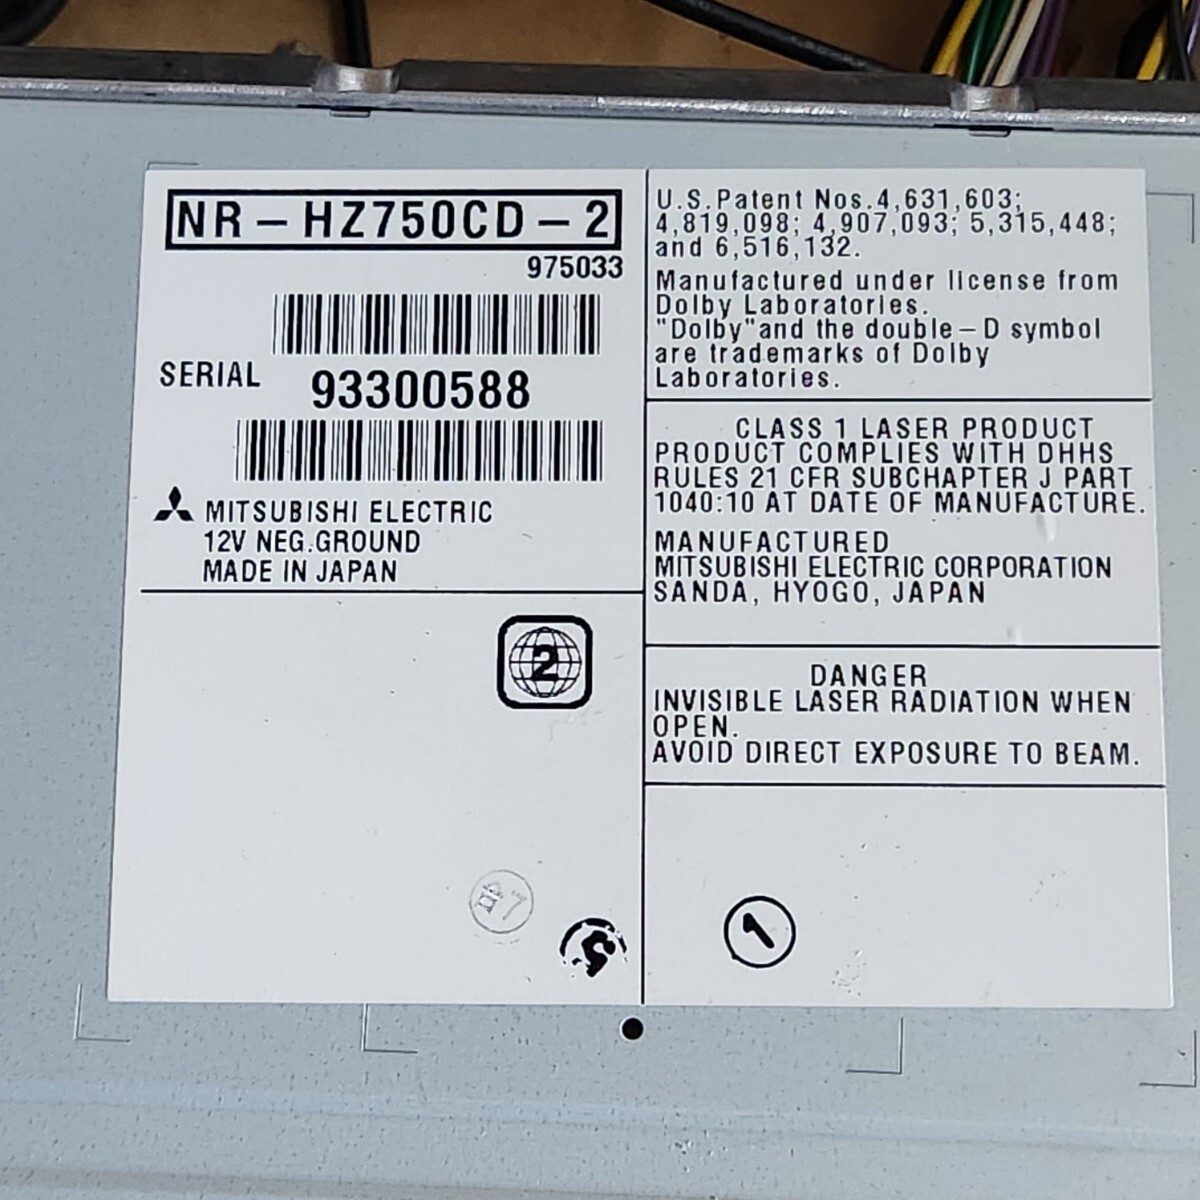 NR-HZ750CD-2
975033
SERIAL 93300588
MITSUBISHI ELECTRIC
12V NEG.GROUND
MADE IN JAPAN
2
U.S.Patent Nos.4,631,603;
4,819,098; 4,907,093; 5,315,448;
and 6,516,132.
Manufactured under license from
Dolby Laboratories.
"Dolby"and the double-D symbol
are trademarks of Dolby
Laboratories.
CLASS 1 LASER PRODUCT
PRODUCT COMPLIES WITH DHHS
RULES 21 CFR SUBCHAPTER J PART
1040:10 AT DATE OF MANUFACTURE.
MANUFACTURED
MITSUBISHI ELECTRIC CORPORATION
SANDA, HYOGO, JAPAN
DANGER
INVISIBLE LASER RADIATION WHEN
OPEN.
AVOID DIRECT EXPOSURE TO BEAM.
1